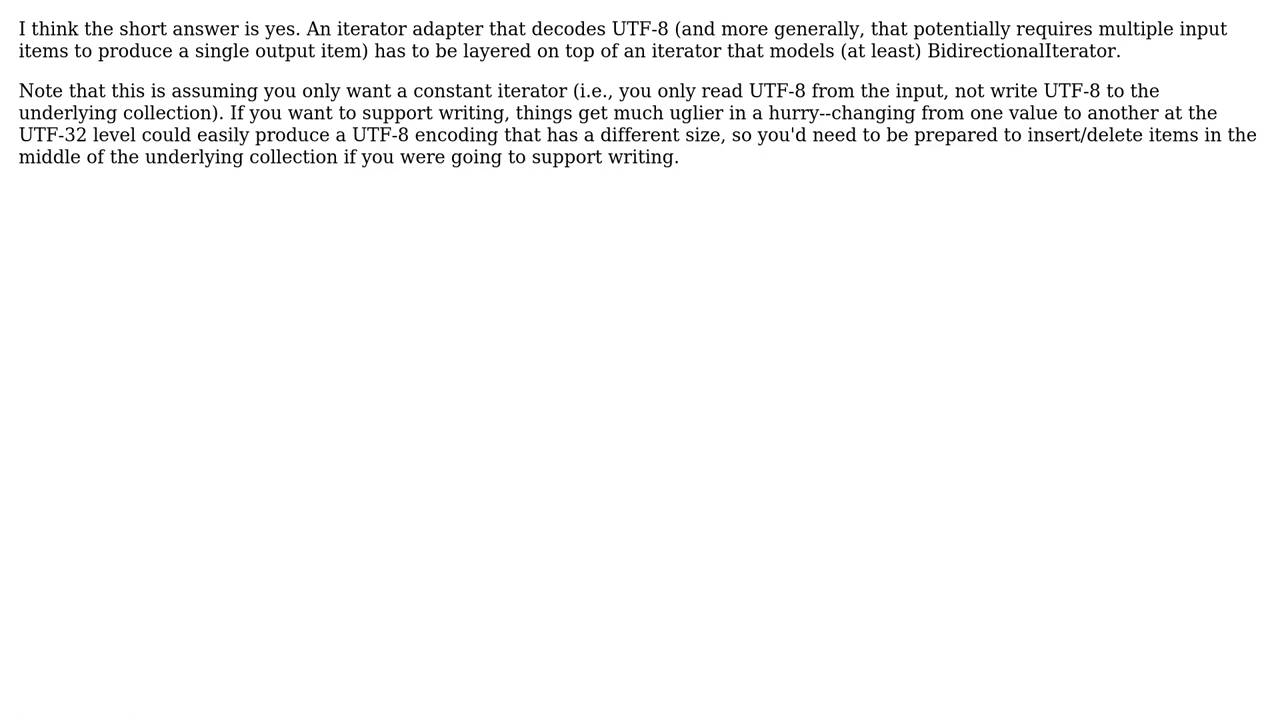 I think the short answer is yes. An iterator adapter that decodes UTF-8 (and more generally, that potentially requires multiple input
items to produce a single output item) has to be layered on top of an iterator that models (at least) BidirectionalIterator.
Note that this is assuming you only want a constant iterator (i.e., you only read UTF-8 from the input, not write UTF-8 to the
underlying collection). If you want to support writing, things get much uglier in a hurry--changing from one value to another at the
UTF-32 level could easily produce a UTF-8 encoding that has a different size, so you'd need to be prepared to insert/delete items in the
middle of the underlying collection if you were going to support writing.